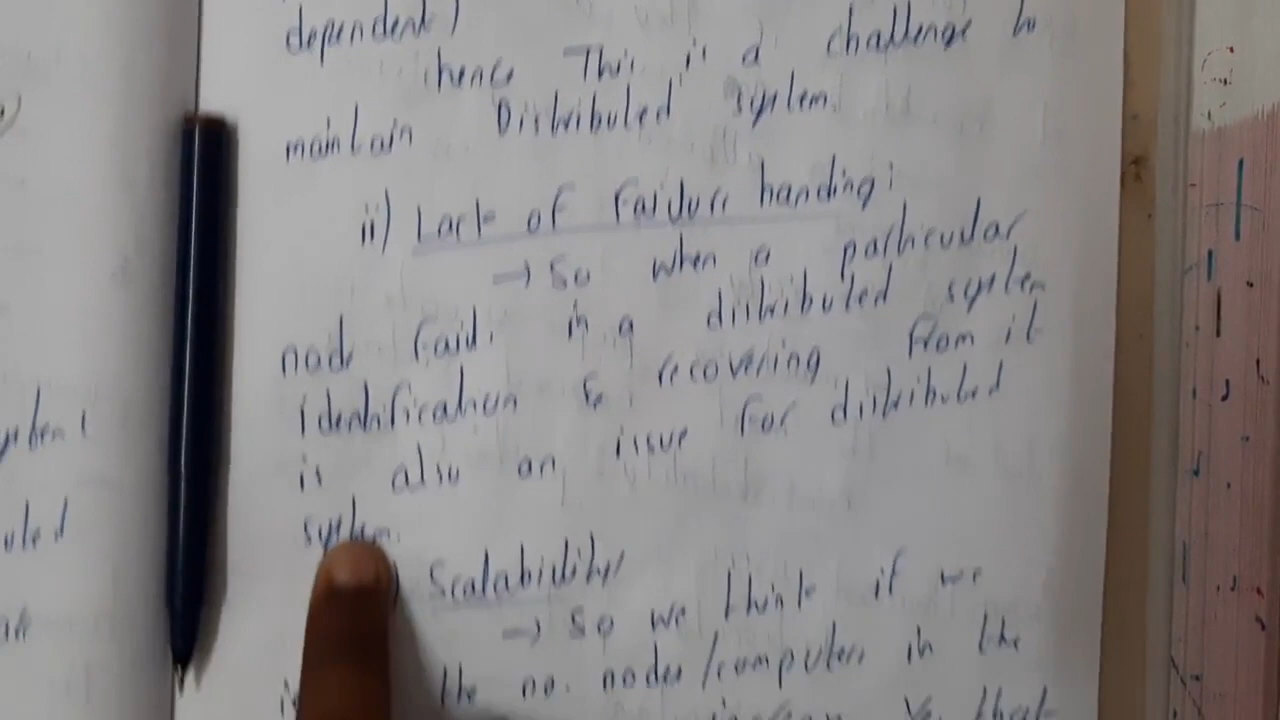 dependent)
hence This is a challenge to
maintain Distributed system.
ii) Lack of Failure handing:
→ So when a particular
node fails in a distributed system
identification & recovering from it
is also an issue for distributed
system.
) Scalability
→ So we think if we
the no. nodes/computers in the
that